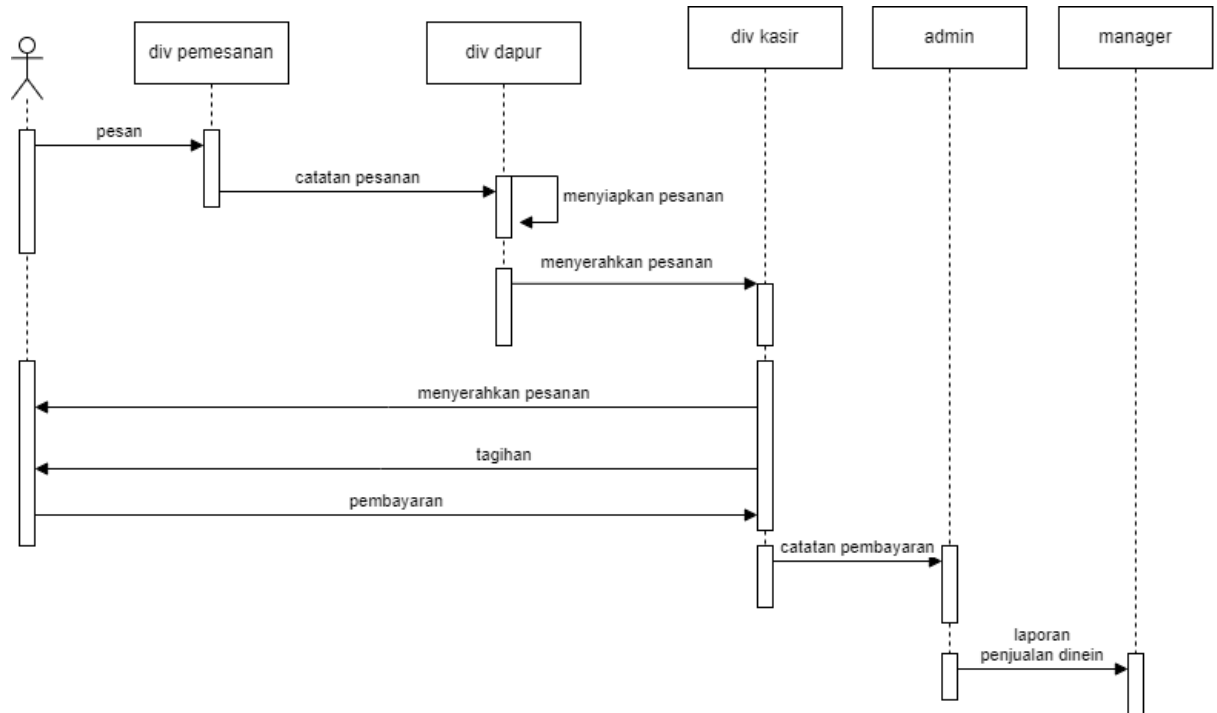 div pemesanan
div dapur
div kasir
admin
manager
pesan
catatan pesanan
menyiapkan pesanan
menyerahkan pesanan
menyerahkan pesanan
tagihan
pembayaran
catatan pembayaran
laporan
penjualan dinein